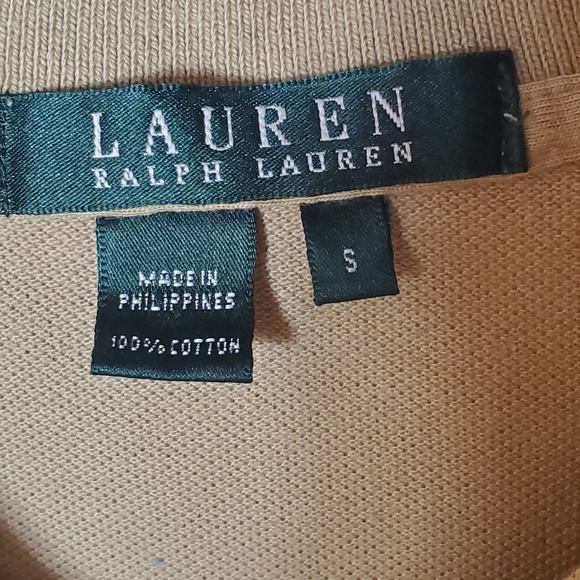 LAUREN
RALPH LAUREN
MADE IN
PHILIPPINES
100% COTTON
S